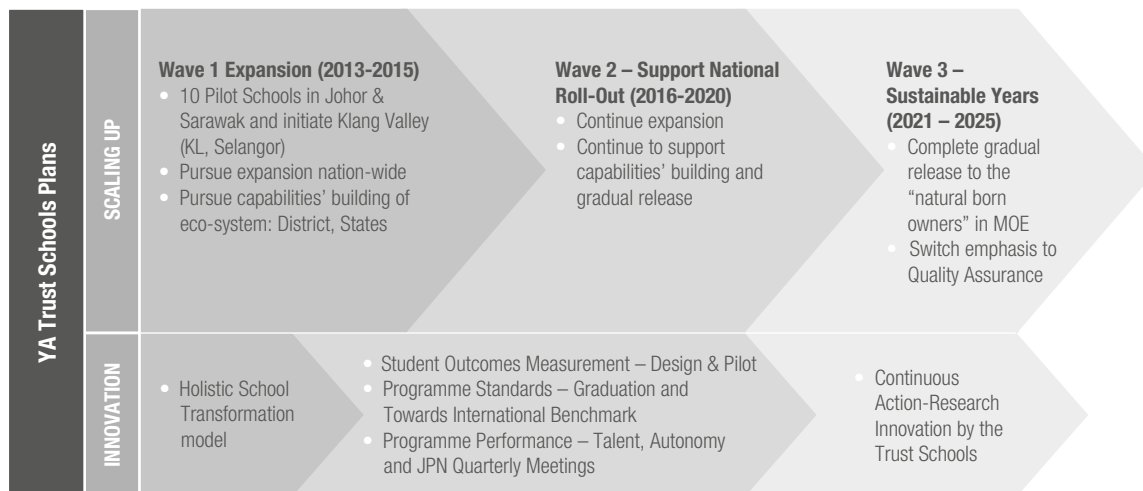 YA Trust Schools Plans
SCALING UP
Wave 1 Expansion (2013-2015)
• 10 Pilot Schools in Johor &
Sarawak and initiate Klang Valley
(KL, Selangor)
• Pursue expansion nation-wide
• Pursue capabilities' building of
eco-system: District, States
Wave 2 – Support National
Roll-Out (2016-2020)
• Continue expansion
• Continue to support
capabilities' building and
gradual release
Wave 3 –
Sustainable Years
(2021 – 2025)
• Complete gradual
release to the
“natural born
owners” in MOE
• Switch emphasis to
Quality Assurance
INNOVATION
• Holistic School
Transformation
model
• Student Outcomes Measurement – Design & Pilot
• Programme Standards – Graduation and
Towards International Benchmark
• Programme Performance – Talent, Autonomy
and JPN Quarterly Meetings
• Continuous
Action-Research
Innovation by the
Trust Schools